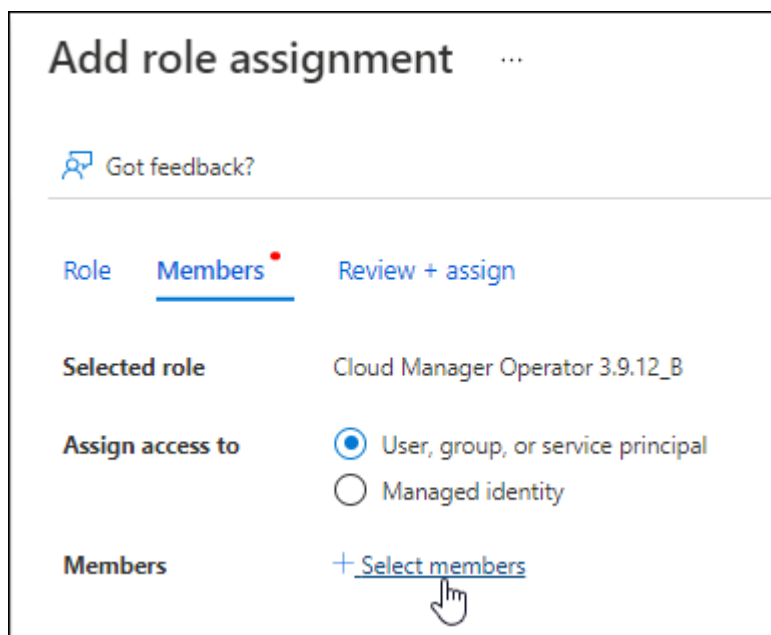 Add role assignment ...
Got feedback?
Role Members Review + assign
Selected role Cloud Manager Operator 3.9.12_B
Assign access to User, group, or service principal
Managed identity
Members + Select members